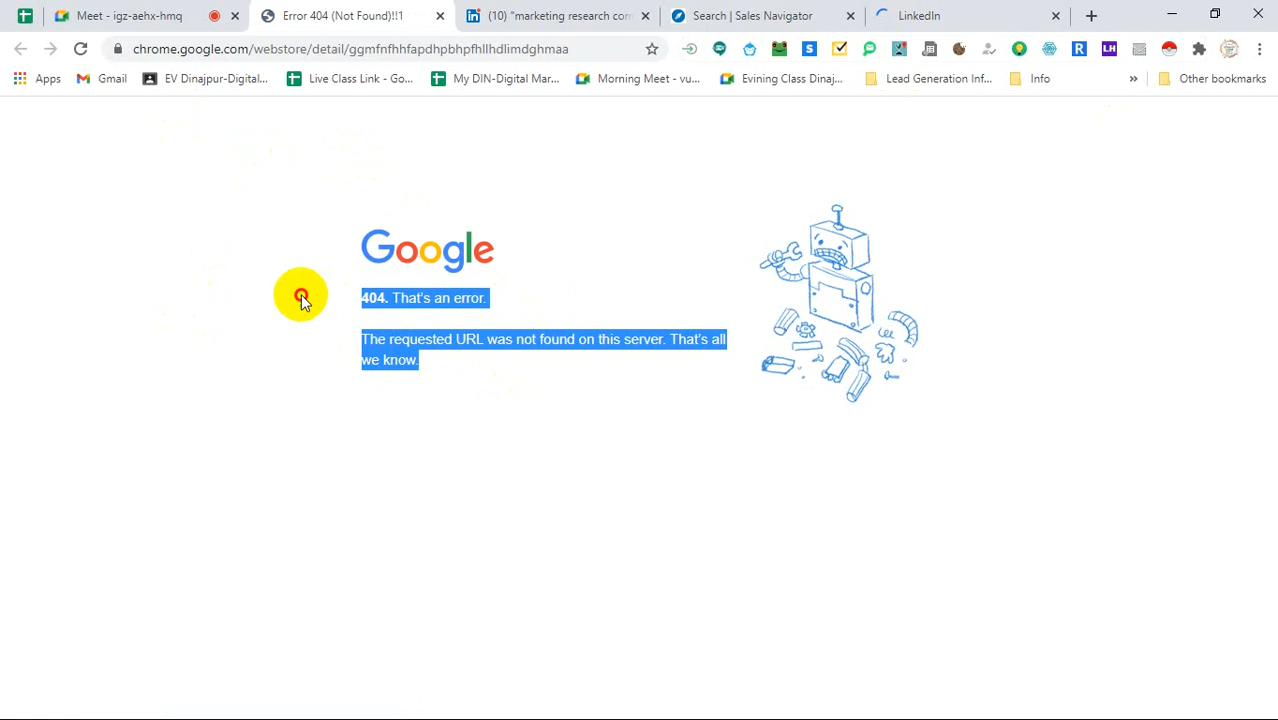 Meet - igz-aehx-hmq
Error 404 (Not Found)!!1
(10) "marketing research com
Search | Sales Navigator
LinkedIn
chrome.google.com/webstore/detail/ggmfnfhhfapdhpbhpfhllhdlimdghmaa
Apps
Gmail
EV Dinajpur-Digital...
Live Class Link - Go...
My DIN-Digital Mar...
Morning Meet - vu...
Evining Class Dinaj...
Lead Generation Inf...
Info
»
Other bookmarks
Google
404. That's an error.
The requested URL was not found on this server. That's all
we know.